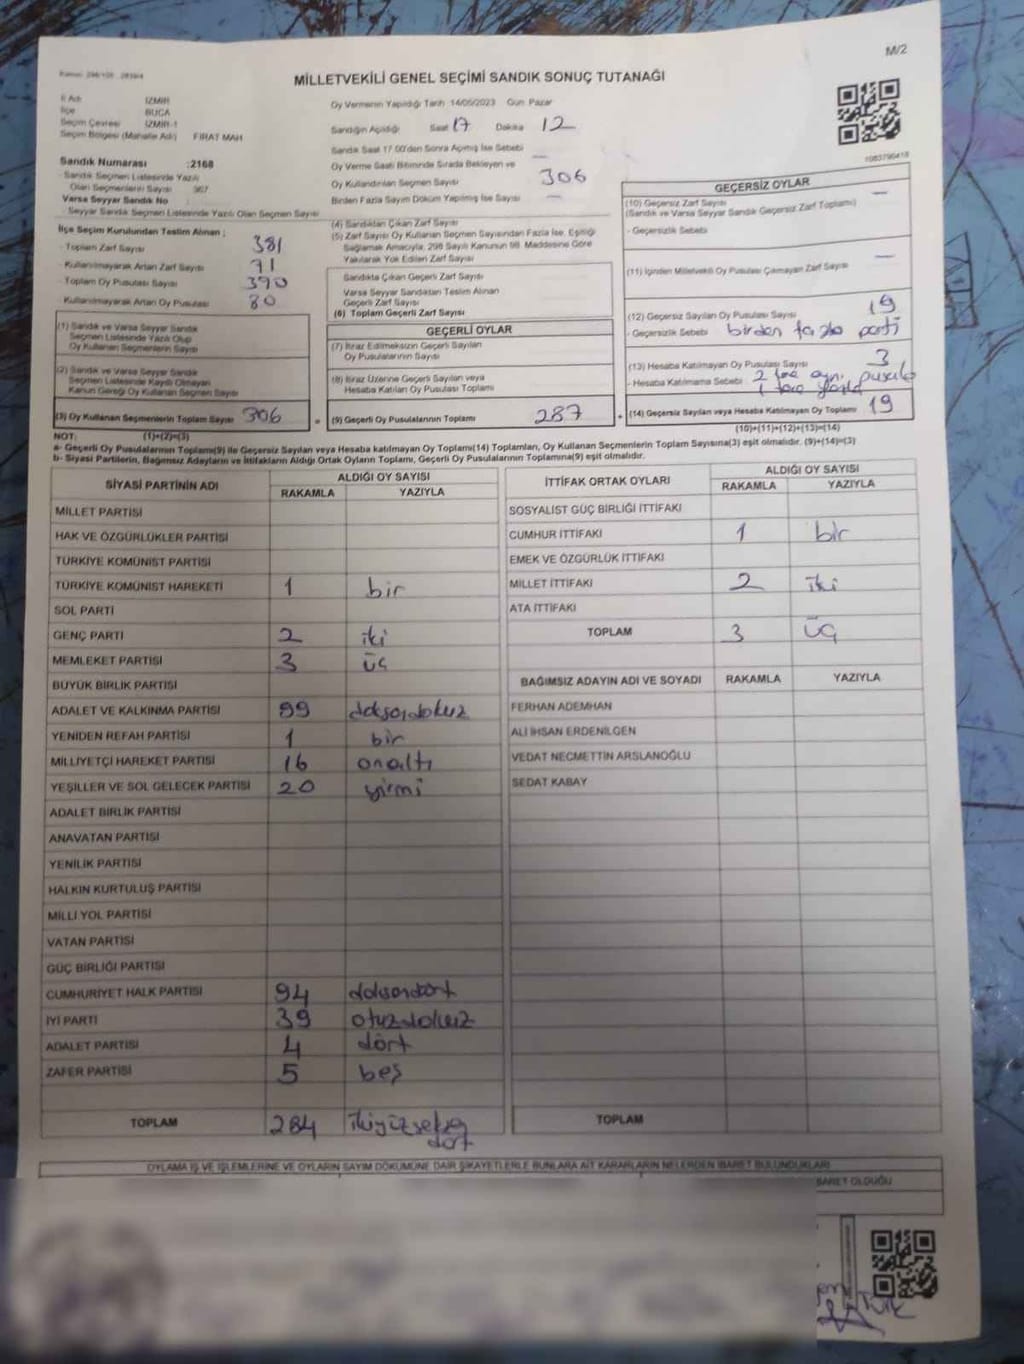 M/2
MİLLETVEKİLİ GENEL SEÇİMİ SANDIK SONUÇ TUTANAĞI
İl Adı İZMİR
İlçe BUCA
Seçim Çevresi İZMİR-1
Seçim Bölgesi (Mahalle Adı) FIRAT MAH
Sandık Numarası :2168
- Sandık Seçmen Listesinde Yazılı
Olan Seçmenlerin Sayısı 367
Varsa Seyyar Sandık No
- Seyyar Sandık Seçmen Listesinde Yazılı Olan Seçmen Sayısı
İlçe Seçim Kurulundan Teslim Alınan ;
- Toplam Zarf Sayısı 381
- Kullanılmayarak Artan Zarf Sayısı 71
- Toplam Oy Pusulası Sayısı 390
- Kullanılmayarak Artan Oy Pusulası 80
(1) Sandık ve Varsa Seyyar Sandık
Seçmen Listesinde Yazılı Olup
Oy Kullanan Seçmenlerin Sayısı
(2) Sandık ve Varsa Seyyar Sandık
Seçmen Listesinde Kaydı Olmayan
Kanun Gereği Oy Kullanan Seçmen Sayısı
(3) Oy Kullanan Seçmenlerin Toplam Sayısı 306
Oy Vermenin Yapıldığı Tarih 14/05/2023 Gün Pazar
Sandığın Açıldığı Saat 17 Dakika 12
Sandık Saat 17.00'den Sonra Açılmış İse Sebebi —
Oy Verme Saati Bitiminde Sırada Bekleyen ve
Oy Kullandırılan Seçmen Sayısı 306
Birden Fazla Sayım Döküm Yapılmış İse Sayısı —
(4) Sandıktan Çıkan Zarf Sayısı
(5) Zarf Sayısı Oy Kullanan Seçmen Sayısından Fazla İse, Eşitliği
Sağlamak Amacıyla, 298 Sayılı Kanunun 98. Maddesine Göre
Yakılarak Yok Edilen Zarf Sayısı
Sandıkta Çıkan Geçerli Zarf Sayısı
Varsa Seyyar Sandıktan Teslim Alınan
Geçerli Zarf Sayısı
(6) Toplam Geçerli Zarf Sayısı
GEÇERLİ OYLAR
(7) İtiraz Edilmeksizin Geçerli Sayılan
Oy Pusulalarının Sayısı
(8) İtiraz Üzerine Geçerli Sayılan veya
Hesaba Katılan Oy Pusulası Toplamı
= (9) Geçerli Oy Pusulalarının Toplamı 287
1083790418
GEÇERSİZ OYLAR
(10) Geçersiz Zarf Sayısı —
(Sandık ve Varsa Seyyar Sandık Geçersiz Zarf Toplamı)
- Geçersizlik Sebebi
(11) İçinden Milletvekili Oy Pusulası Çıkmayan Zarf Sayısı —
(12) Geçersiz Sayılan Oy Pusulası Sayısı 19
- Geçersizlik Sebebi birden fazla parti
(13) Hesaba Katılmayan Oy Pusulası Sayısı 3
- Hesaba Katılmama Sebebi 2 tane aynı pusula
1 tane
+ (14) Geçersiz Sayılan veya Hesaba Katılmayan Oy Toplamı 19
(10)+(11)+(12)+(13)=(14)
NOT: (1)+(2)=(3)
a- Geçerli Oy Pusulalarının Toplamı(9) ile Geçersiz Sayılan veya Hesaba katılmayan Oy Toplamı(14) Toplamları, Oy Kullanan Seçmenlerin Toplam Sayısına(3) eşit olmalıdır. (9)+(14)=(3)
b- Siyasi Partilerin, Bağımsız Adayların ve İttifakların Aldığı Ortak Oyların Toplamı, Geçerli Oy Pusulalarının Toplamına(9) eşit olmalıdır.
SİYASİ PARTİNİN ADI ALDIĞI OY SAYISI
RAKAMLA YAZIYLA
MİLLET PARTİSİ
HAK VE ÖZGÜRLÜKLER PARTİSİ
TÜRKİYE KOMÜNİST PARTİSİ
TÜRKİYE KOMÜNİST HAREKETİ 1 bir
SOL PARTİ
GENÇ PARTİ 2 iki
MEMLEKET PARTİSİ 3 üç
BÜYÜK BİRLİK PARTİSİ
ADALET VE KALKINMA PARTİSİ 99 doksandokuz
YENİDEN REFAH PARTİSİ 1 bir
MİLLİYETÇİ HAREKET PARTİSİ 16 onaltı
YEŞİLLER VE SOL GELECEK PARTİSİ 20 yirmi
ADALET BİRLİK PARTİSİ
ANAVATAN PARTİSİ
YENİLİK PARTİSİ
HALKIN KURTULUŞ PARTİSİ
MİLLİ YOL PARTİSİ
VATAN PARTİSİ
GÜÇ BİRLİĞİ PARTİSİ
CUMHURİYET HALK PARTİSİ 94 doksandört
İYİ PARTİ 39 otuzdokuz
ADALET PARTİSİ 4 dört
ZAFER PARTİSİ 5 beş
TOPLAM 284 ikiyüzseksen
dört
İTTİFAK ORTAK OYLARI ALDIĞI OY SAYISI
RAKAMLA YAZIYLA
SOSYALİST GÜÇ BİRLİĞİ İTTİFAKI
CUMHUR İTTİFAKI 1 bir
EMEK VE ÖZGÜRLÜK İTTİFAKI
MİLLET İTTİFAKI 2 iki
ATA İTTİFAKI
TOPLAM 3 üç
BAĞIMSIZ ADAYIN ADI VE SOYADI RAKAMLA YAZIYLA
FERHAN ADEMHAN
ALİ İHSAN ERDENİLGEN
VEDAT NECMETTİN ARSLANOĞLU
SEDAT KABAY
TOPLAM
OYLAMA İŞ VE İŞLEMLERİNE VE OYLARIN SAYIM DÖKÜMÜNE DAİR ŞİKAYETLERLE BUNLARA AİT KARARLARIN NELERDEN İBARET BULUNDUKLARI
İBARET OLDUĞU